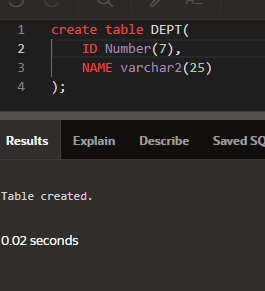 1 create table DEPT(
2 ID Number(7),
3 NAME varchar2(25)
4 );
Results Explain Describe Saved SQ
Table created.
0.02 seconds